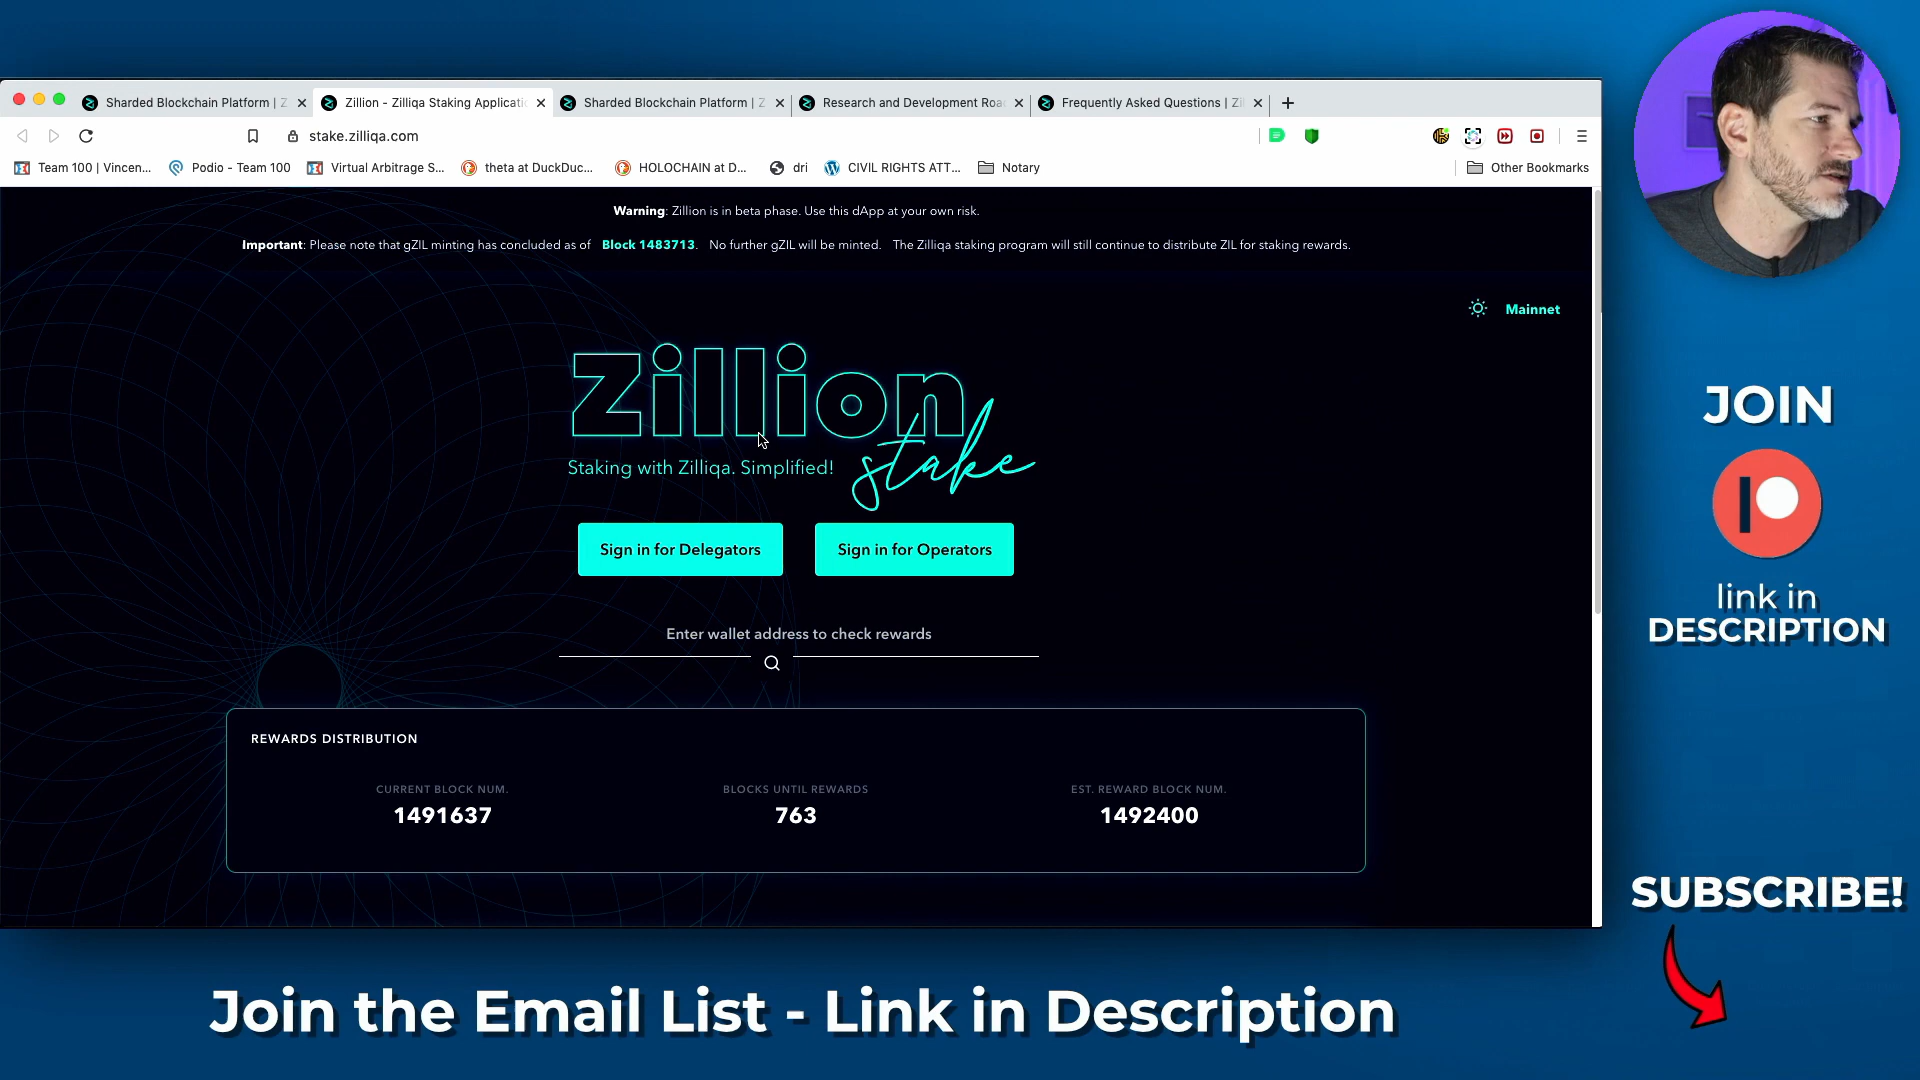 Sharded Blockchain Platform | Z
Zillion - Zilliqa Staking Applicati
Sharded Blockchain Platform | Z
Research and Development Roa
Frequently Asked Questions | Zil
stake.zilliqa.com
Team 100 | Vincen...
Podio - Team 100
Virtual Arbitrage S...
theta at DuckDuc...
HOLOCHAIN at D...
dri
CIVIL RIGHTS ATT...
Notary
Other Bookmarks
Warning: Zillion is in beta phase. Use this dApp at your own risk.
Important: Please note that gZIL minting has concluded as of Block 1483713. No further gZIL will be minted. The Zilliqa staking program will still continue to distribute ZIL for staking rewards.
Mainnet
Zillion
stake
Staking with Zilliqa. Simplified!
Sign in for Delegators
Sign in for Operators
Enter wallet address to check rewards
REWARDS DISTRIBUTION
CURRENT BLOCK NUM.
1491637
BLOCKS UNTIL REWARDS
763
EST. REWARD BLOCK NUM.
1492400
JOIN
link in
DESCRIPTION
SUBSCRIBE!
Join the Email List - Link in Description